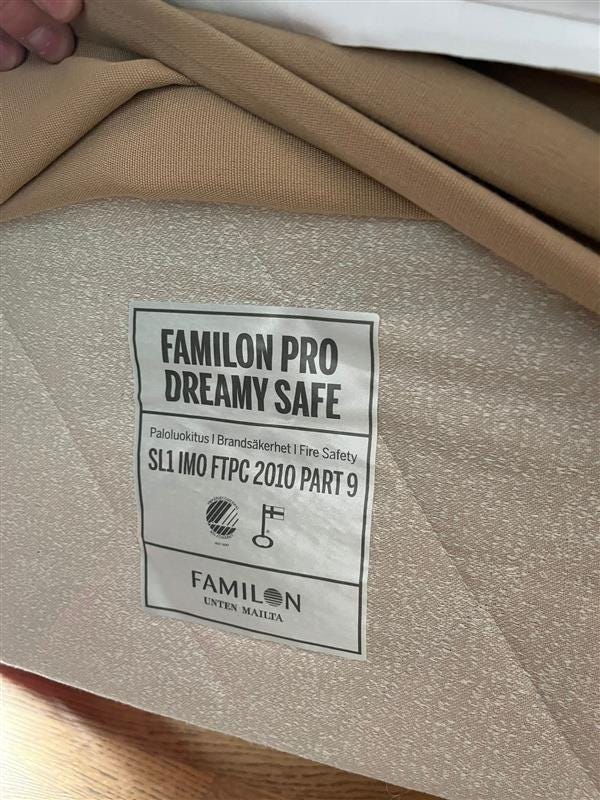 FAMILON PRO
DREAMY SAFE
Paloluokitus | Brandsäkerhet | Fire Safety
SL1 IMO FTPC 2010 PART 9
FAMILON
UNTEN MAILTA